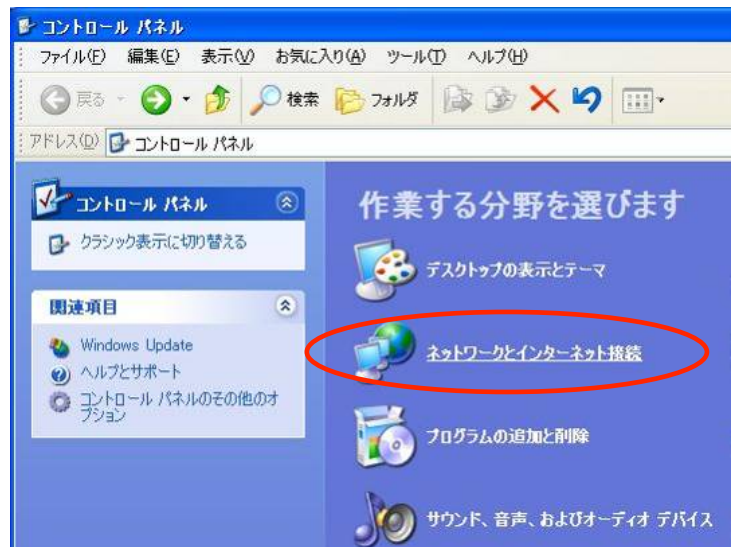 コントロール パネル
ファイル(F) 編集(E) 表示(V) お気に入り(A) ツール(T) ヘルプ(H)
戻る 検索 フォルダ
アドレス(D) コントロール パネル
コントロール パネル
クラシック表示に切り替える
関連項目
Windows Update
ヘルプとサポート
コントロール パネルのその他のオ
プション
作業する分野を選びます
デスクトップの表示とテーマ
ネットワークとインターネット接続
プログラムの追加と削除
サウンド、音声、およびオーディオ デバイス